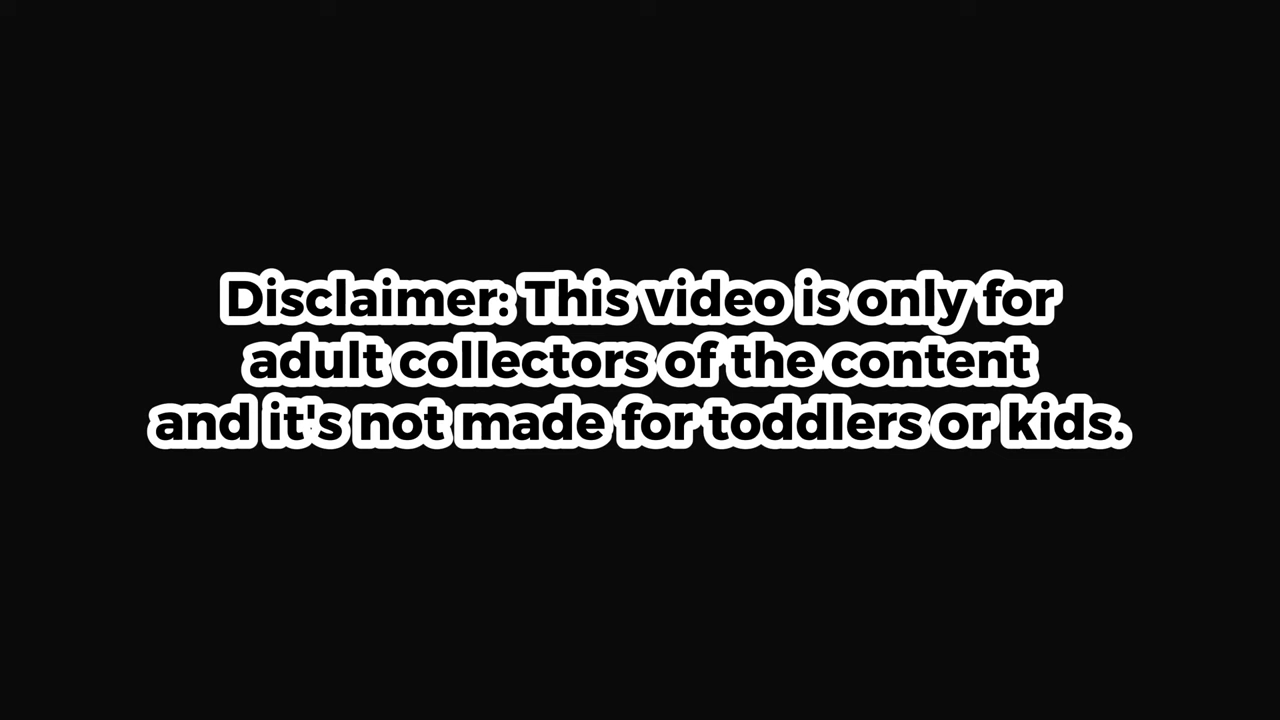 Disclaimer: This video is only for
adult collectors of the content
and it's not made for toddlers or kids.